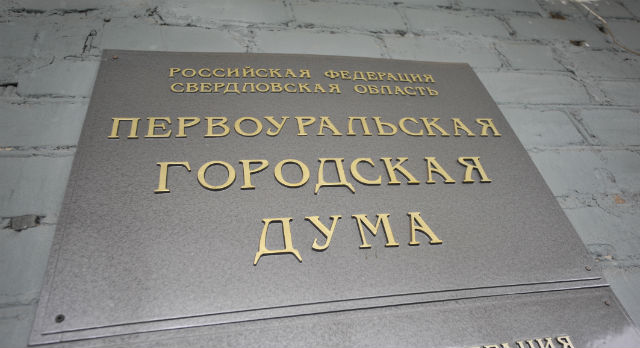 РОССИЙСКАЯ ФЕДЕРАЦИЯ
СВЕРДЛОВСКАЯ ОБЛАСТЬ
ПЕРВОУРАЛЬСКАЯ
ГОРОДСКАЯ
ДУМА